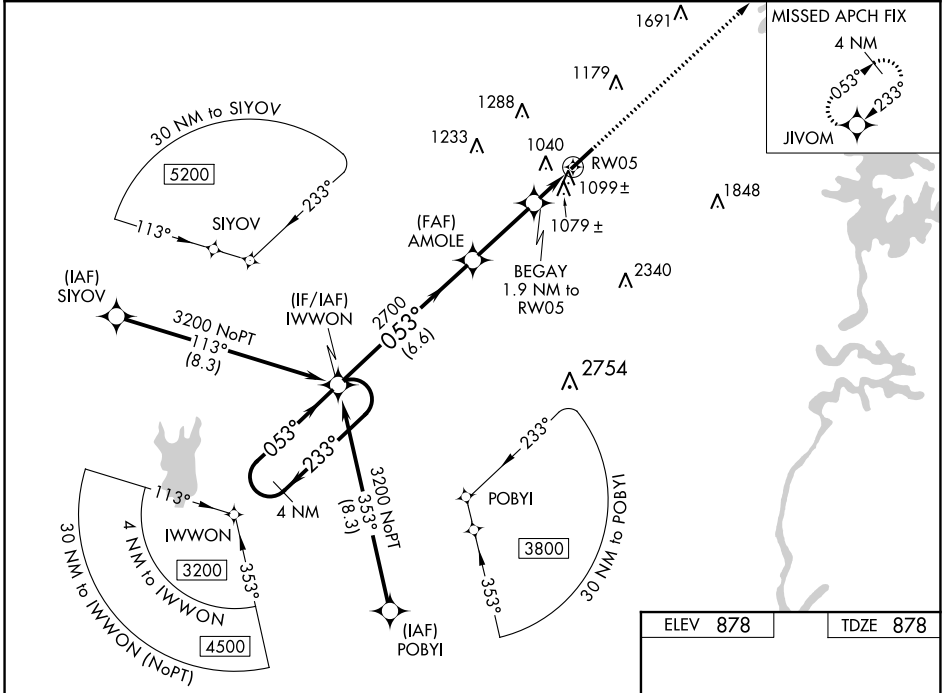 1691
MISSED APCH FIX
4 NM
053°
233°
JIVOM
1179
1288
1233
1040
RW05
1099 ±
1079 ±
1848
30 NM to SIYOV
5200
233°
SIYOV
113°
(FAF)
AMOLE
BEGAY
1.9 NM to
RW05
2340
(IAF)
SIYOV
(IF/IAF)
IWWON
2700
053°
(6.6)
3200 NoPT
113°
(8.3)
2754
053°
233°
4 NM
3200 NoPT
353°
(8.3)
233°
POBYI
3800
353°
30 NM to POBYI
113°
IWWON
3200
353°
4 NM to IWWON
4500
30 NM to IWWON (NoPT)
(IAF)
POBYI
ELEV 878
TDZE 878